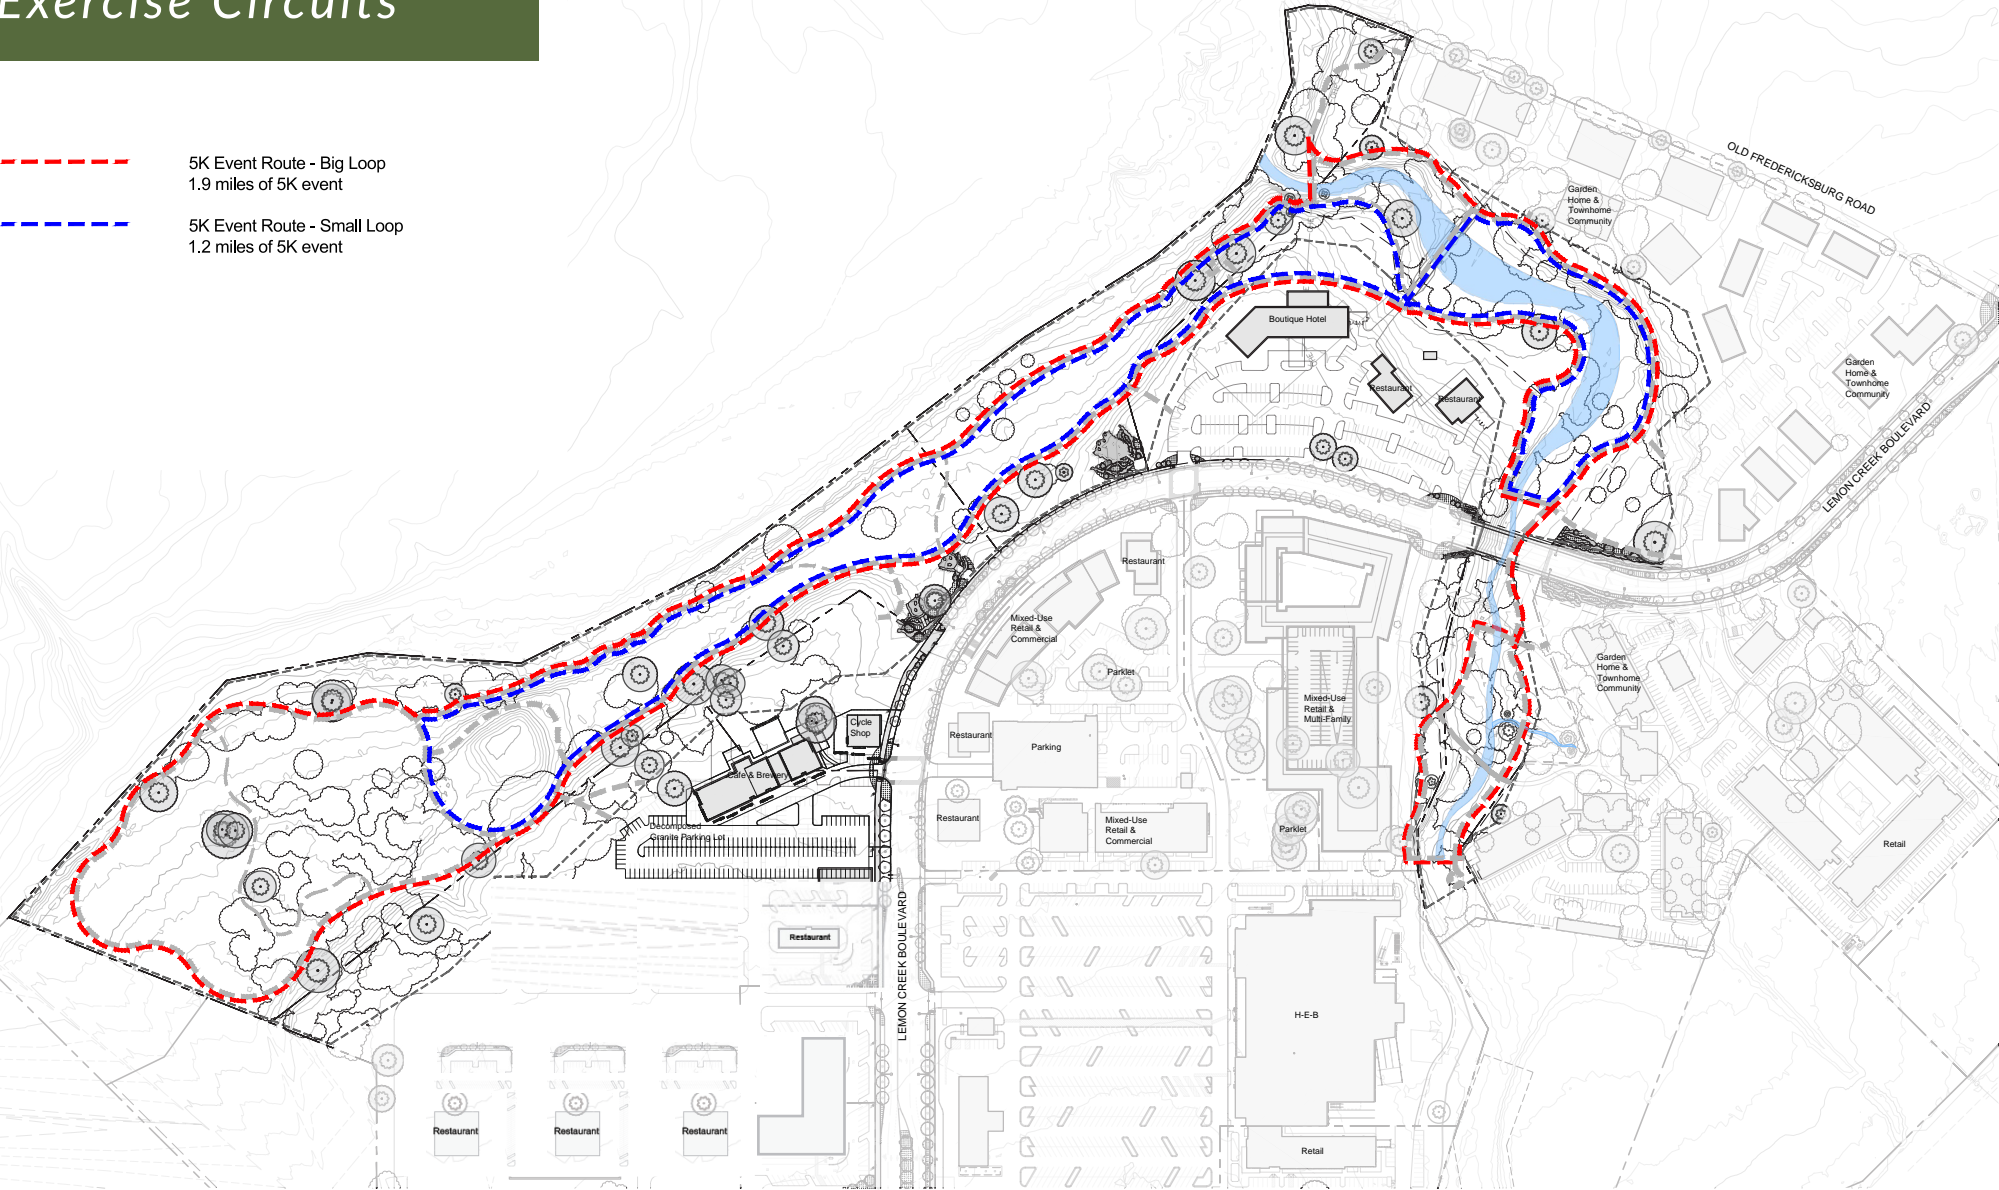 Exercise Circuits
5K Event Route - Big Loop
1.9 miles of 5K event
5K Event Route - Small Loop
1.2 miles of 5K event
OLD FREDERICKSBURG ROAD
Garden
Home &
Townhome
Community
Boutique Hotel
Restaurant
Restaurant
Garden
Home &
Townhome
Community
LEMON CREEK BOULEVARD
Restaurant
Mixed-Use
Retail &
Commercial
Parklet
Garden
Home &
Townhome
Community
Mixed-Use
Retail &
Multi-Family
Cycle
Shop
Restaurant
Parking
Cafe & Brewery
Decomposed
Granite Parking Lot
Restaurant
Mixed-Use
Retail &
Commercial
Parklet
Retail
LEMON CREEK BOULEVARD
Restaurant
H-E-B
Restaurant
Restaurant
Restaurant
Retail